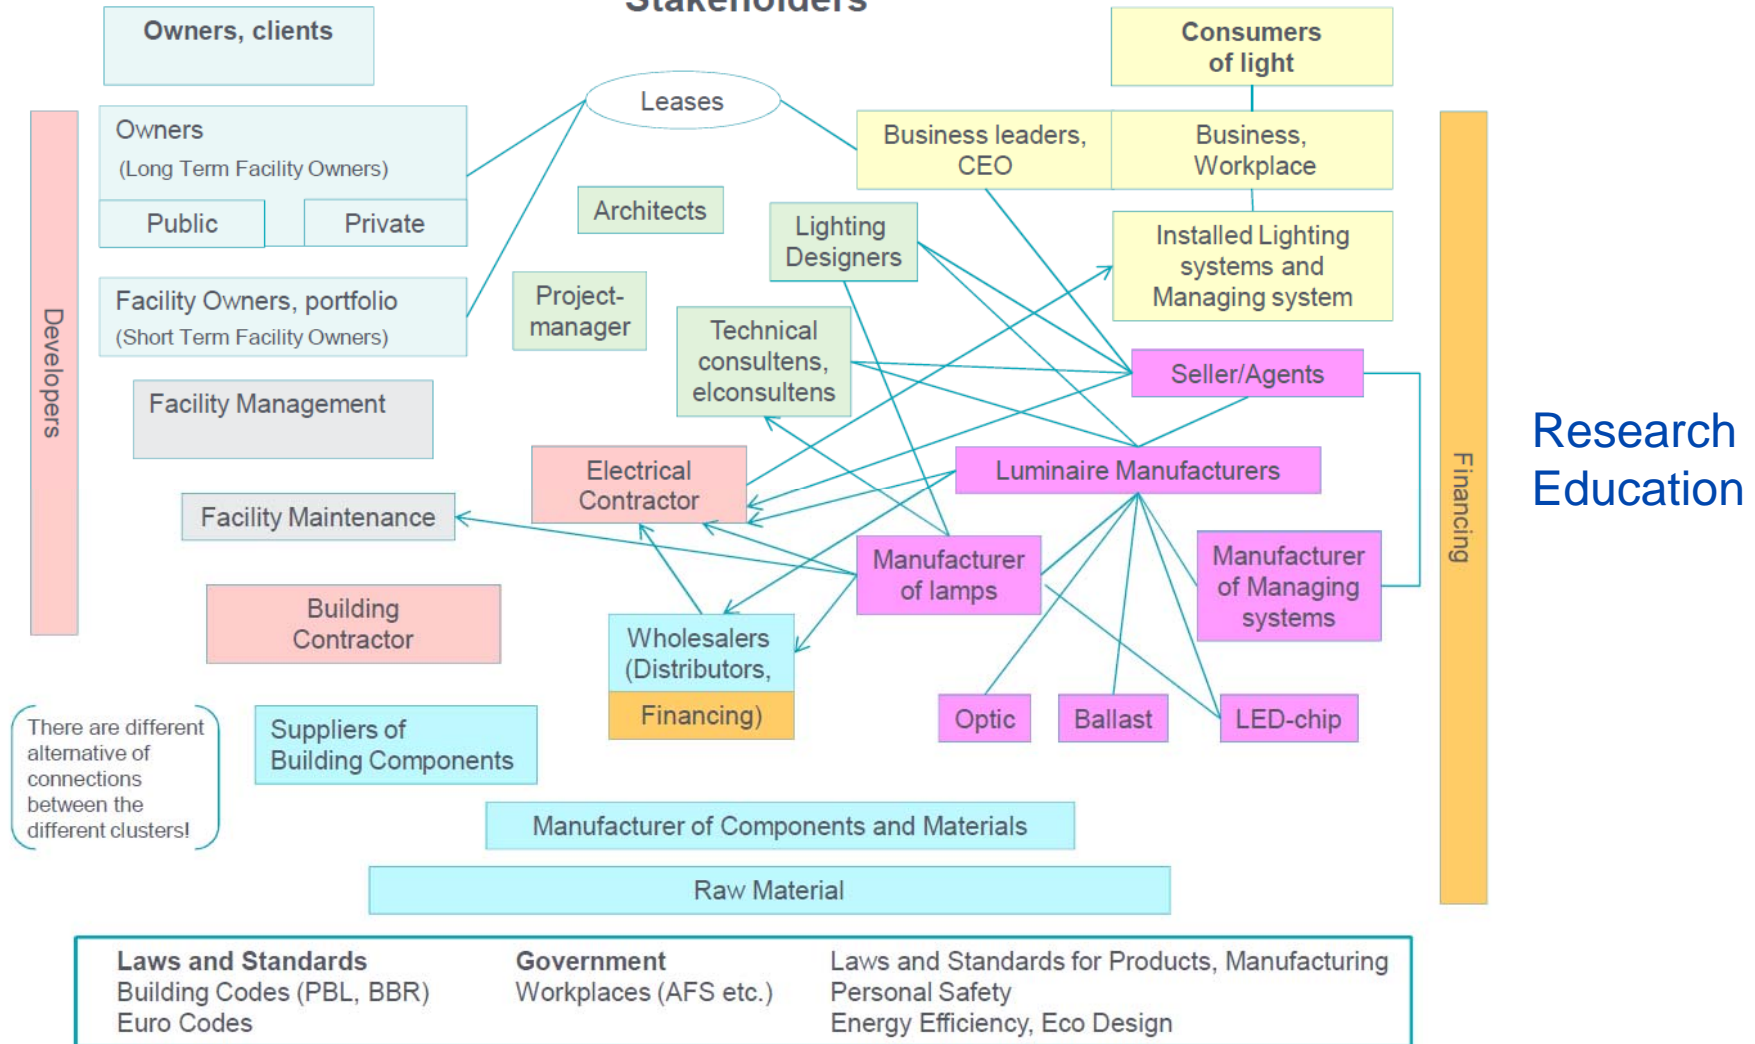 Stakeholders
Owners, clients
Consumers
of light
Leases
Owners
(Long Term Facility Owners)
Public
Private
Business leaders,
CEO
Business,
Workplace
Architects
Lighting
Designers
Installed Lighting
systems and
Managing system
Facility Owners, portfolio
(Short Term Facility Owners)
Project-
manager
Technical
consultens,
elconsultens
Developers
Seller/Agents
Facility Management
Research
Education
Financing
Electrical
Contractor
Luminaire Manufacturers
Facility Maintenance
Manufacturer
of lamps
Manufacturer
of Managing
systems
Building
Contractor
Wholesalers
(Distributors,
Financing)
Optic
Ballast
LED-chip
There are different
alternative of
connections
between the
different clusters!
Suppliers of
Building Components
Manufacturer of Components and Materials
Raw Material
Laws and Standards
Building Codes (PBL, BBR)
Euro Codes
Government
Workplaces (AFS etc.)
Laws and Standards for Products, Manufacturing
Personal Safety
Energy Efficiency, Eco Design